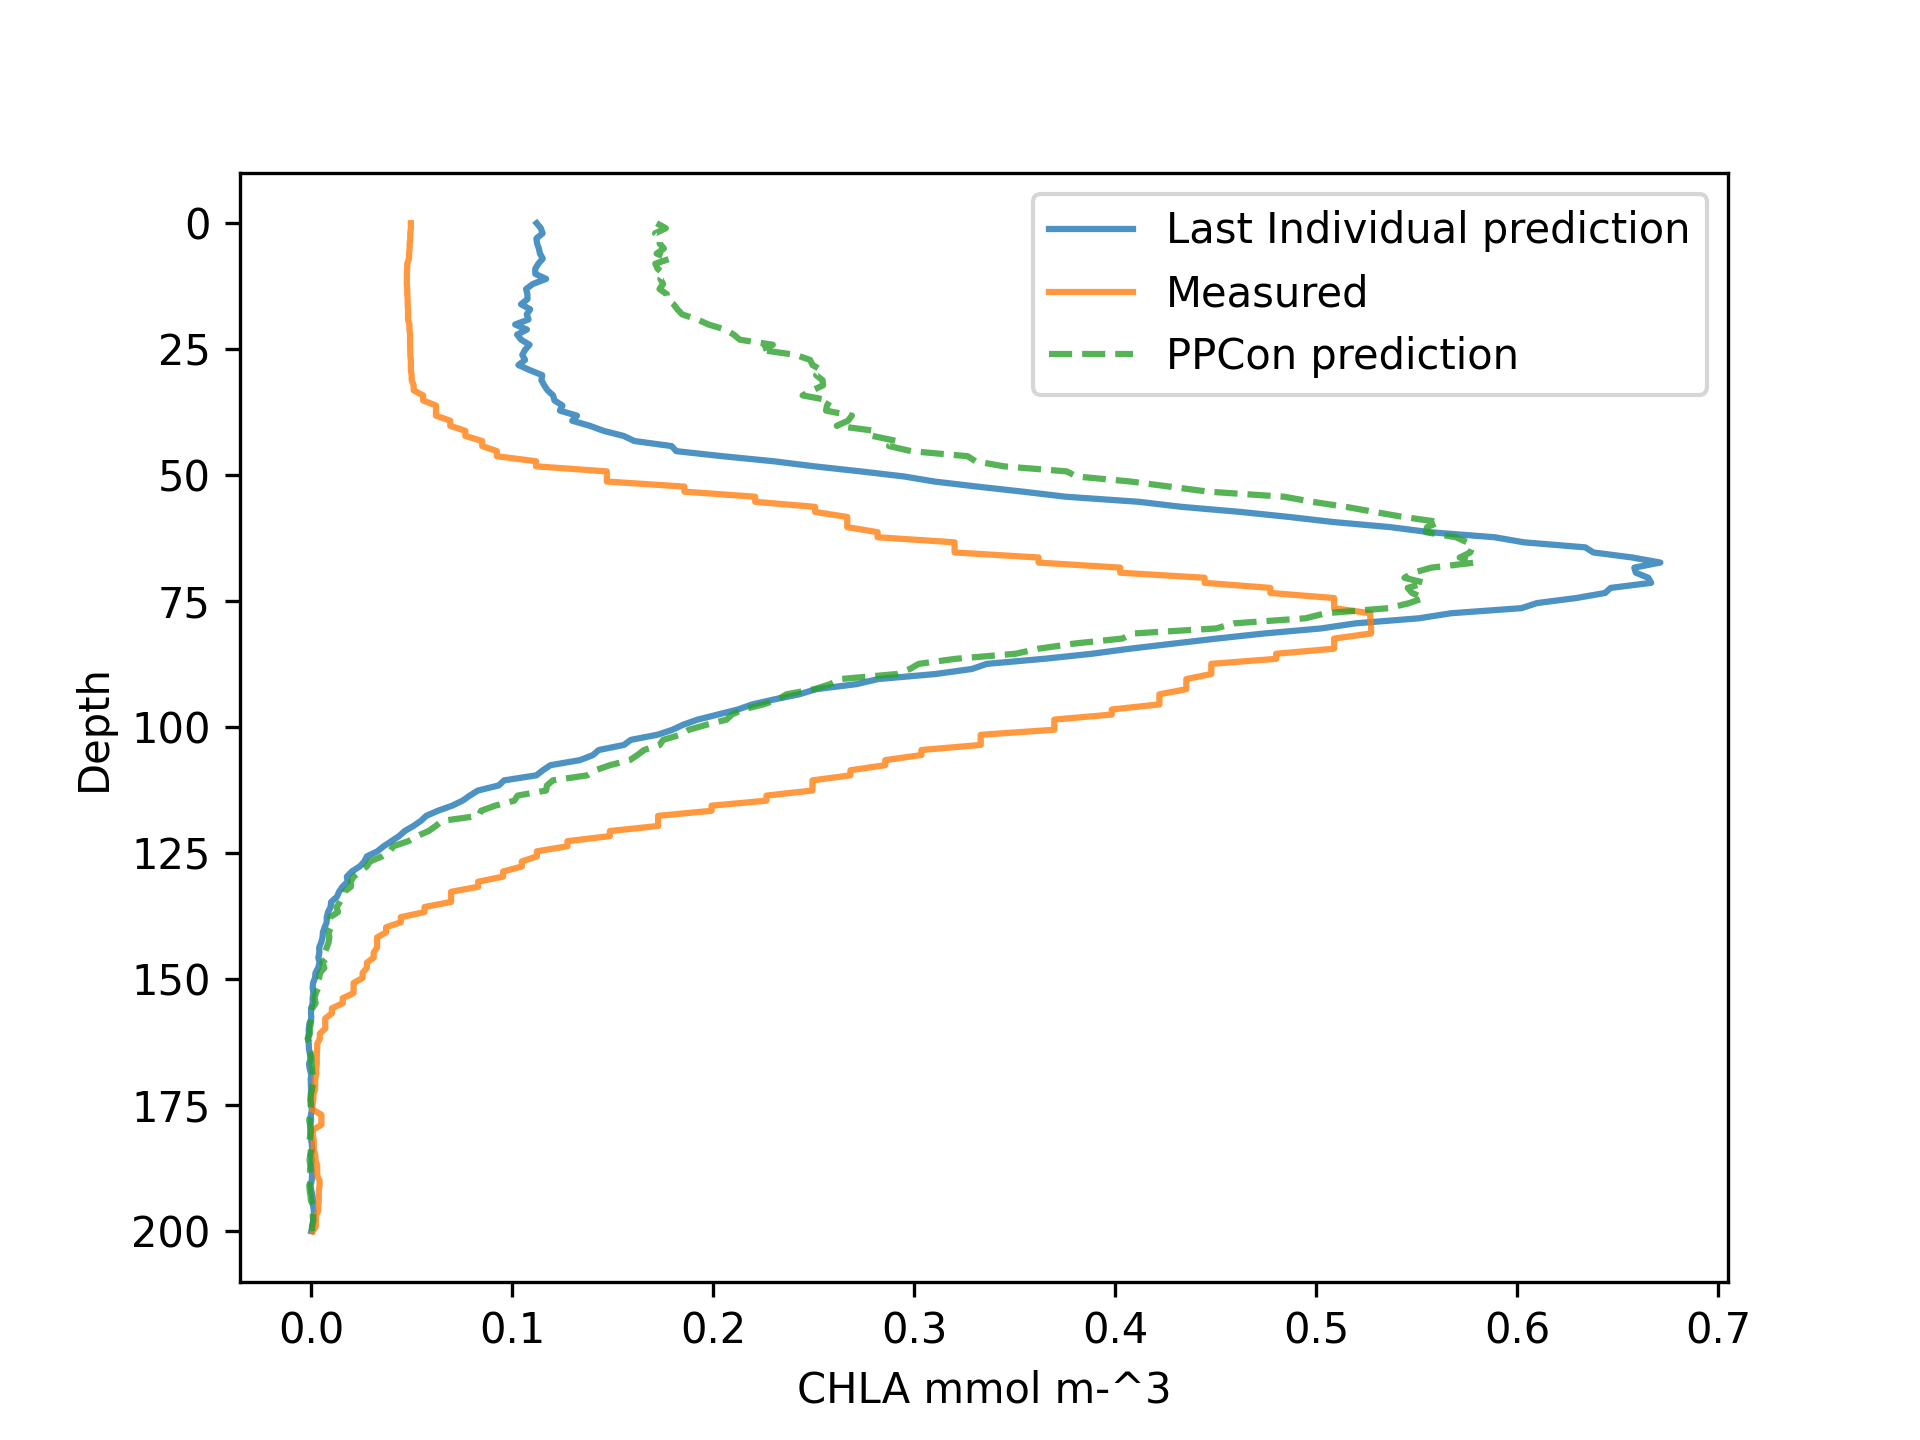 Last Individual prediction
Measured
PPCon prediction
0
25
50
75
100
125
150
175
200
Depth
0.0 0.1 0.2 0.3 0.4 0.5 0.6 0.7
CHLA mmol m-^3